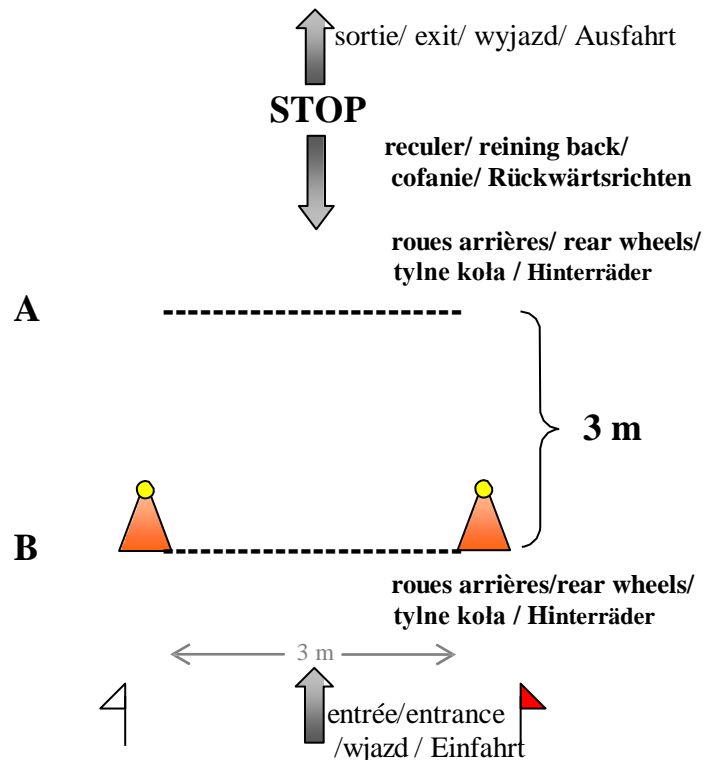 sortie/ exit/ wyjazd/ Ausfahrt
STOP
reculer/ reining back/
cofanie/ Rückwärtsrichten
roues arrières/ rear wheels/
tylne koła / Hinterräder
A
3 m
B
roues arrières/rear wheels/
tylne koła / Hinterräder
3 m
entrée/entrance
/wjazd / Einfahrt